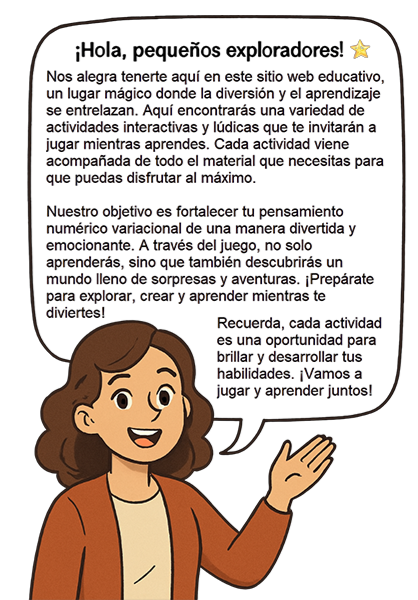 ¡Hola, pequeños exploradores! ⭐
Nos alegra tenerte aquí en este sitio web educativo,
un lugar mágico donde la diversión y el aprendizaje
se entrelazan. Aquí encontrarás una variedad de
actividades interactivas y lúdicas que te invitarán a
jugar mientras aprendes. Cada actividad viene
acompañada de todo el material que necesitas para
que puedas disfrutar al máximo.
Nuestro objetivo es fortalecer tu pensamiento
numérico variacional de una manera divertida y
emocionante. A través del juego, no solo
aprenderás, sino que también descubrirás un
mundo lleno de sorpresas y aventuras. ¡Prepárate
para explorar, crear y aprender mientras te
diviertes!
Recuerda, cada actividad
es una oportunidad para
brillar y desarrollar tus
habilidades. ¡Vamos a
jugar y aprender juntos!